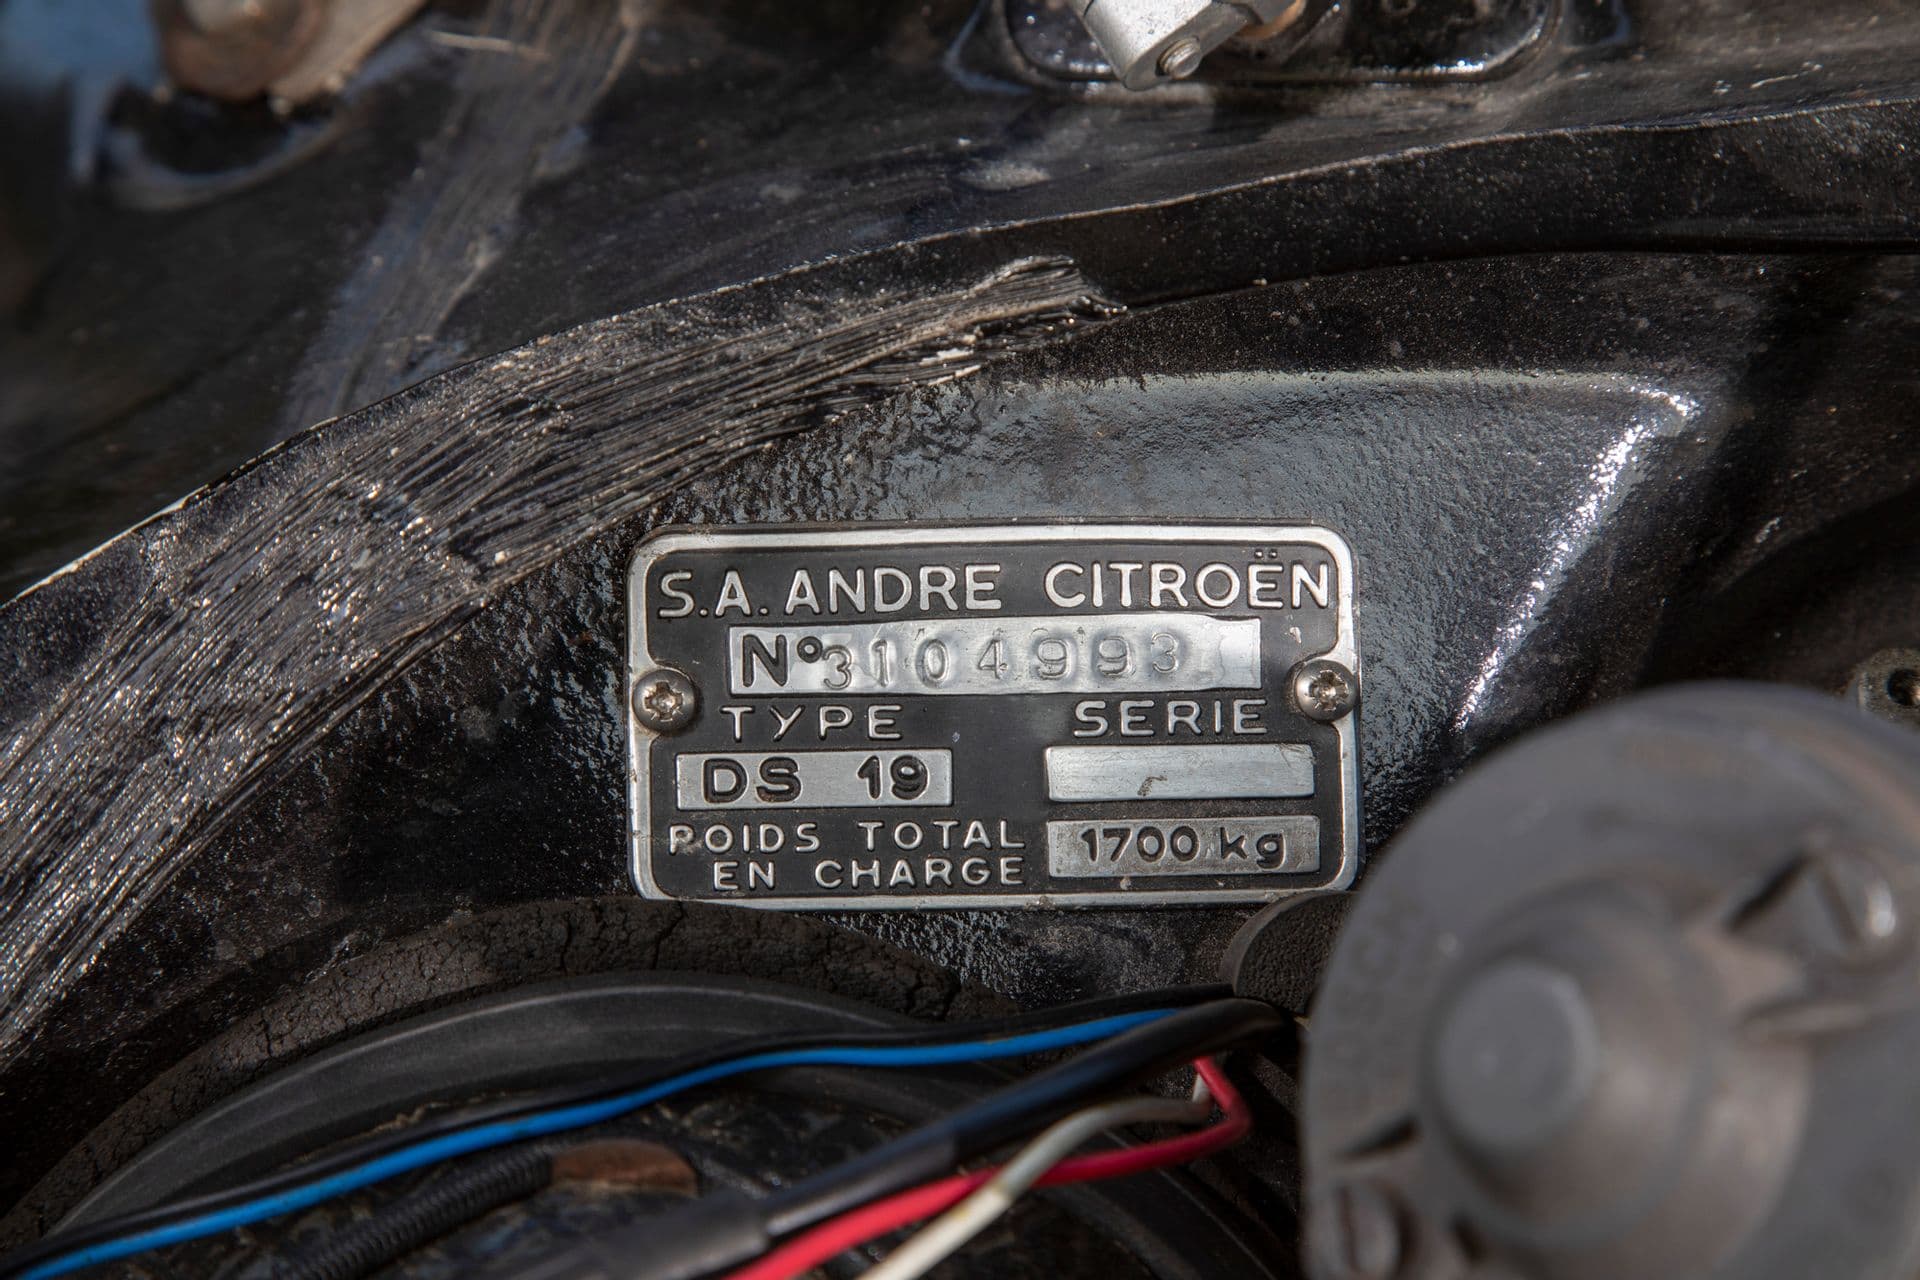 S.A. ANDRE CITROËN
N° 3104993
TYPE SERIE
DS 19
POIDS TOTAL
EN CHARGE
1700 kg